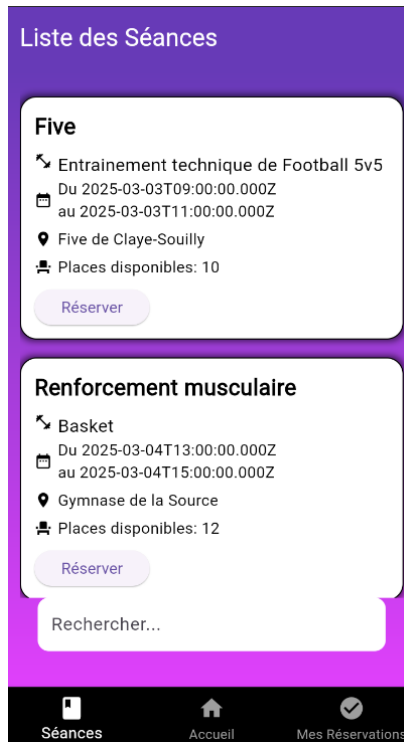 Liste des Séances
Five
Entrainement technique de Football 5v5
Du 2025-03-03T09:00:00.000Z
au 2025-03-03T11:00:00.000Z
Five de Claye-Souilly
Places disponibles: 10
Réserver
Renforcement musculaire
Basket
Du 2025-03-04T13:00:00.000Z
au 2025-03-04T15:00:00.000Z
Gymnase de la Source
Places disponibles: 12
Réserver
Rechercher...
Séances Accueil Mes Réservations